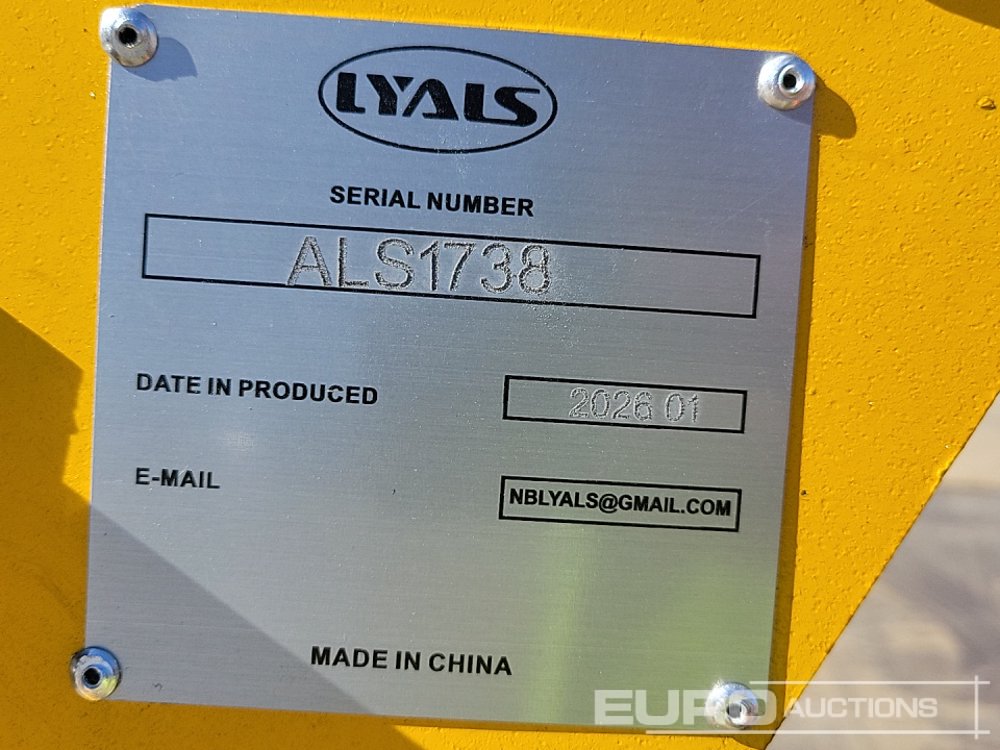 LYALS
SERIAL NUMBER
ALS1738
DATE IN PRODUCED 2026 01
E-MAIL NBLYALS@GMAIL.COM
MADE IN CHINA
EURO AUCTIONS